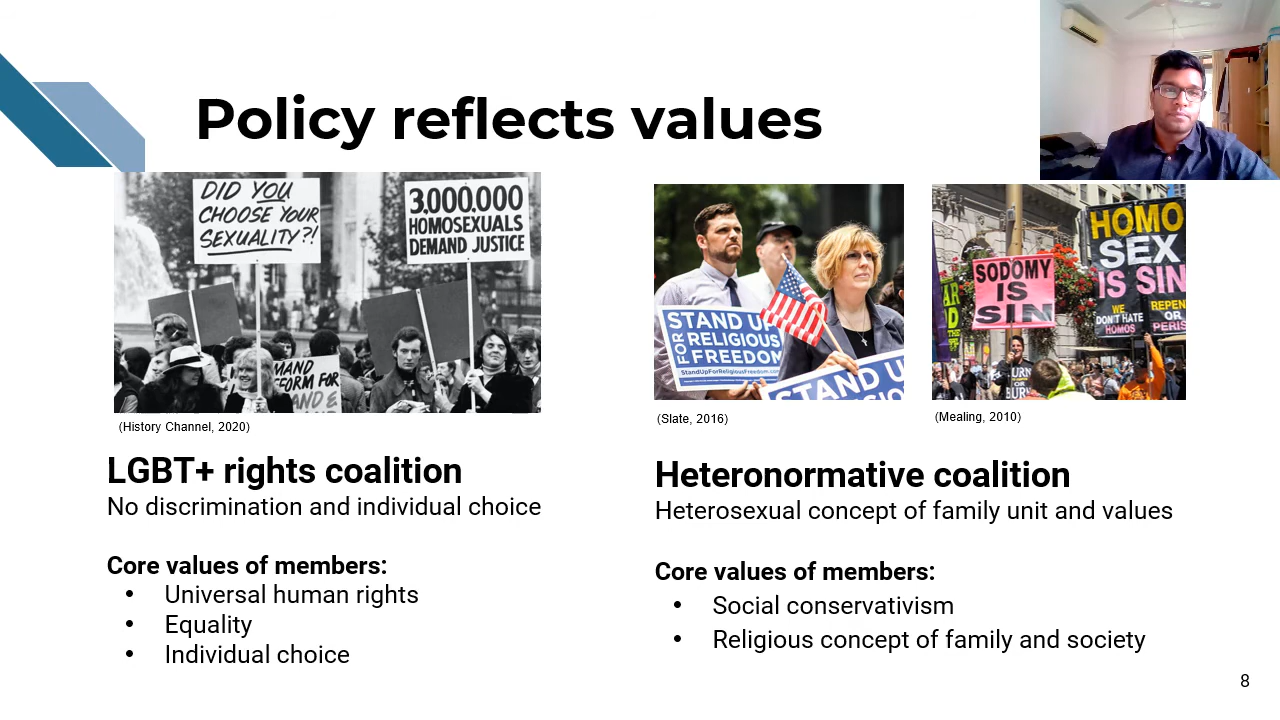 Policy reflects values
DID YOU
CHOOSE YOUR
SEXUALITY?!
3,000,000
HOMOSEXUALS
DEMAND JUSTICE
MAND
FORM FOR
AND E
STAND UP
FOR RELIGIOUS
FREEDOM
StandUpForReligiousFreedom.com
STAND U
SODOMY
IS
SIN
HOMO
SEX
IS SIN
WE
DON'T HATE
HOMOS
REPEN
OR
PERIS
(History Channel, 2020)
(Slate, 2016)
(Mealing, 2010)
LGBT+ rights coalition
No discrimination and individual choice
Core values of members:
• Universal human rights
• Equality
• Individual choice
Heteronormative coalition
Heterosexual concept of family unit and values
Core values of members:
• Social conservativism
• Religious concept of family and society
8